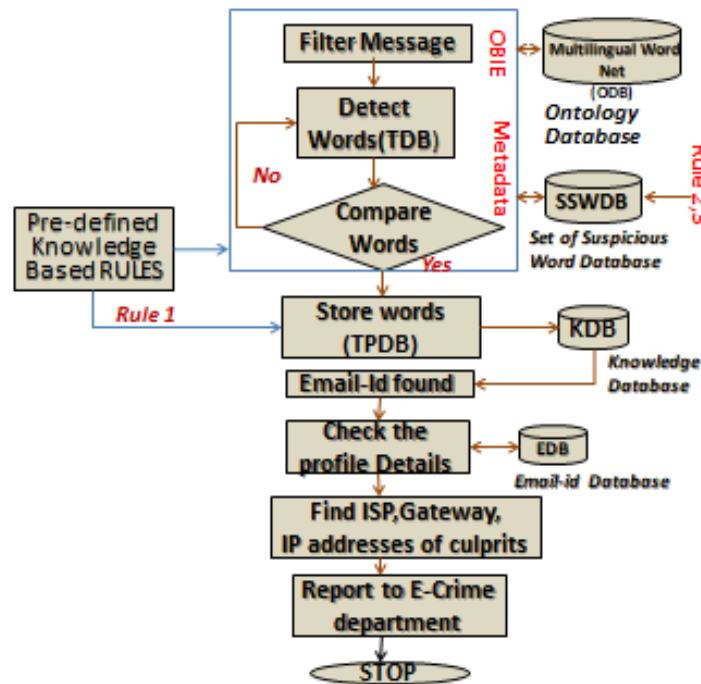 Filter Message
OBIE
Multilingual Word
Net
(ODB)
Ontology
Database
Detect
Words(TDB)
No
Metadata
Rule 2,3
SSWDB
Set of Suspicious
Word Database
Compare
Words
Pre-defined
Knowledge
Based RULES
Yes
Rule 1
Store words
(TPDB)
KDB
Knowledge
Database
Email-Id found
Check the
profile Details
EDB
Email-id Database
Find ISP,Gateway,
IP addresses of culprits
Report to E-Crime
department
STOP